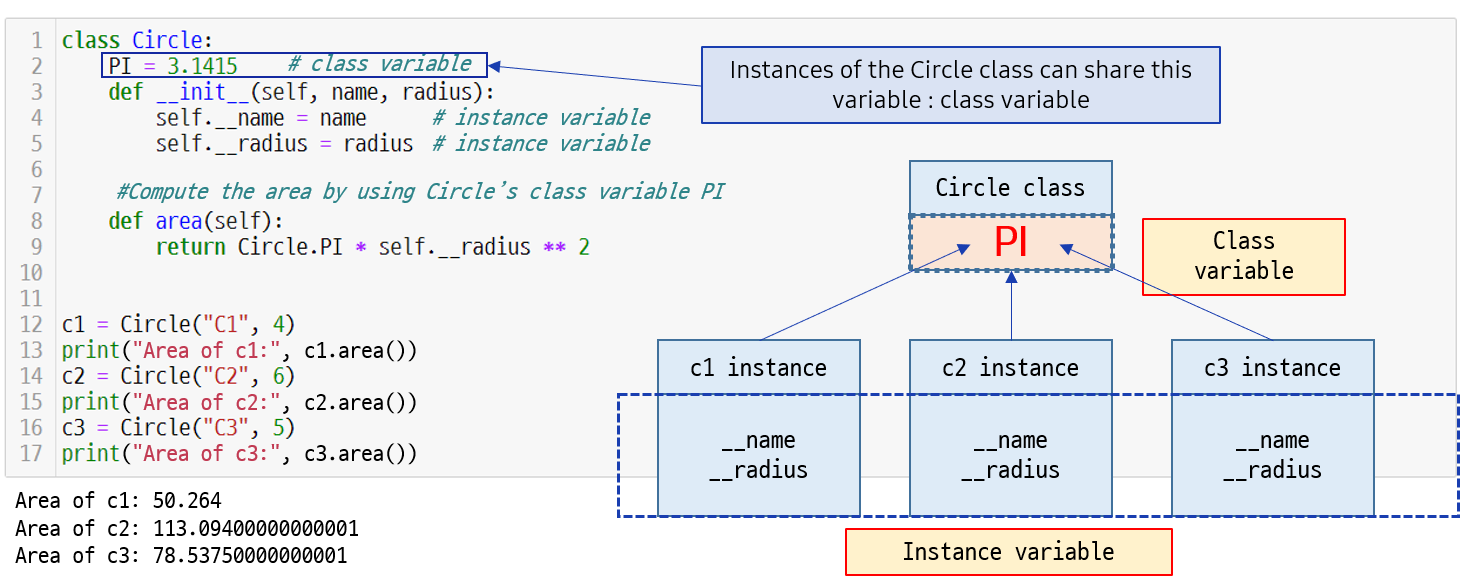 1 class Circle:
2 PI = 3.1415 # class variable
3 def __init__(self, name, radius):
4 self.__name = name # instance variable
5 self.__radius = radius # instance variable
6
7 #Compute the area by using Circle’s class variable PI
8 def area(self):
9 return Circle.PI * self.__radius ** 2
10
11
12 c1 = Circle("C1", 4)
13 print("Area of c1:", c1.area())
14 c2 = Circle("C2", 6)
15 print("Area of c2:", c2.area())
16 c3 = Circle("C3", 5)
17 print("Area of c3:", c3.area())
Area of c1: 50.264
Area of c2: 113.09400000000001
Area of c3: 78.53750000000001
Instances of the Circle class can share this
variable : class variable
Circle class
PI
Class
variable
c1 instance
__name
__radius
c2 instance
__name
__radius
c3 instance
__name
__radius
Instance variable